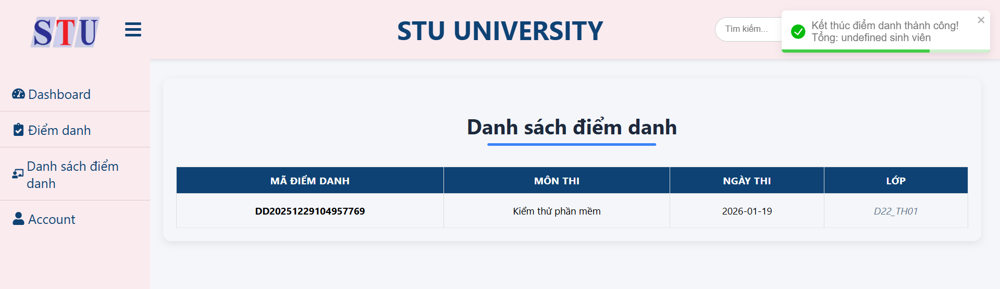 STU
STU UNIVERSITY
Tìm kiếm...
Kết thúc điểm danh thành công!
Tổng: undefined sinh viên
Dashboard
Điểm danh
Danh sách điểm
danh
Account
Danh sách điểm danh
MÃ ĐIỂM DANH MÔN THI NGÀY THI LỚP
DD20251229104957769 Kiểm thử phần mềm 2026-01-19 D22_TH01